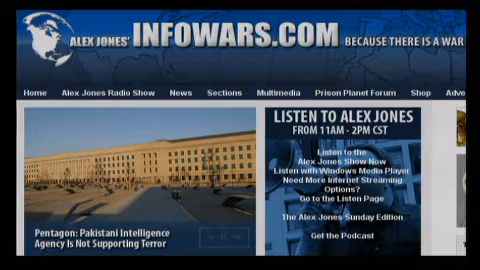 ALEX JONES' INFOWARS.COM BECAUSE THERE IS A WAR
Home Alex Jones Radio Show News Sections Multimedia Prison Planet Forum Shop Adve
LISTEN TO ALEX JONES
FROM 11AM - 2PM CST
Listen to the
Alex Jones Show Now
Listen with Windows Media Player
Need More Internet Streaming
Options?
Go to the Listen Page
The Alex Jones Sunday Edition
Get the Podcast
Pentagon: Pakistani Intelligence
Agency Is Not Supporting Terror